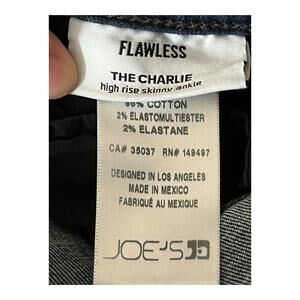 FLAWLESS
THE CHARLIE
high rise skinny ankle
96% COTTON
2% ELASTOMULTIESTER
2% ELASTANE
CA# 35037 RN# 149497
DESIGNED IN LOS ANGELES
MADE IN MEXICO
FABRIQUÉ AU MEXIQUE
JOE'S